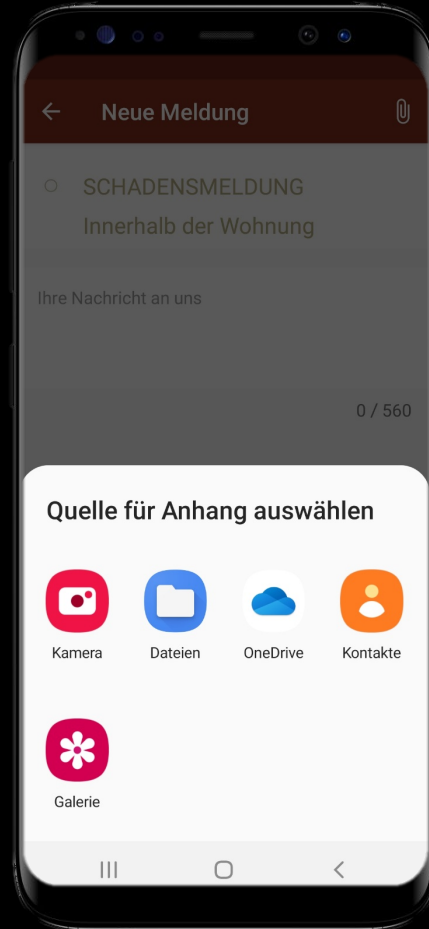 Neue Meldung
SCHADENSMELDUNG
Innerhalb der Wohnung
Ihre Nachricht an uns
0 / 560
Quelle für Anhang auswählen
Kamera
Dateien
OneDrive
Kontakte
Galerie